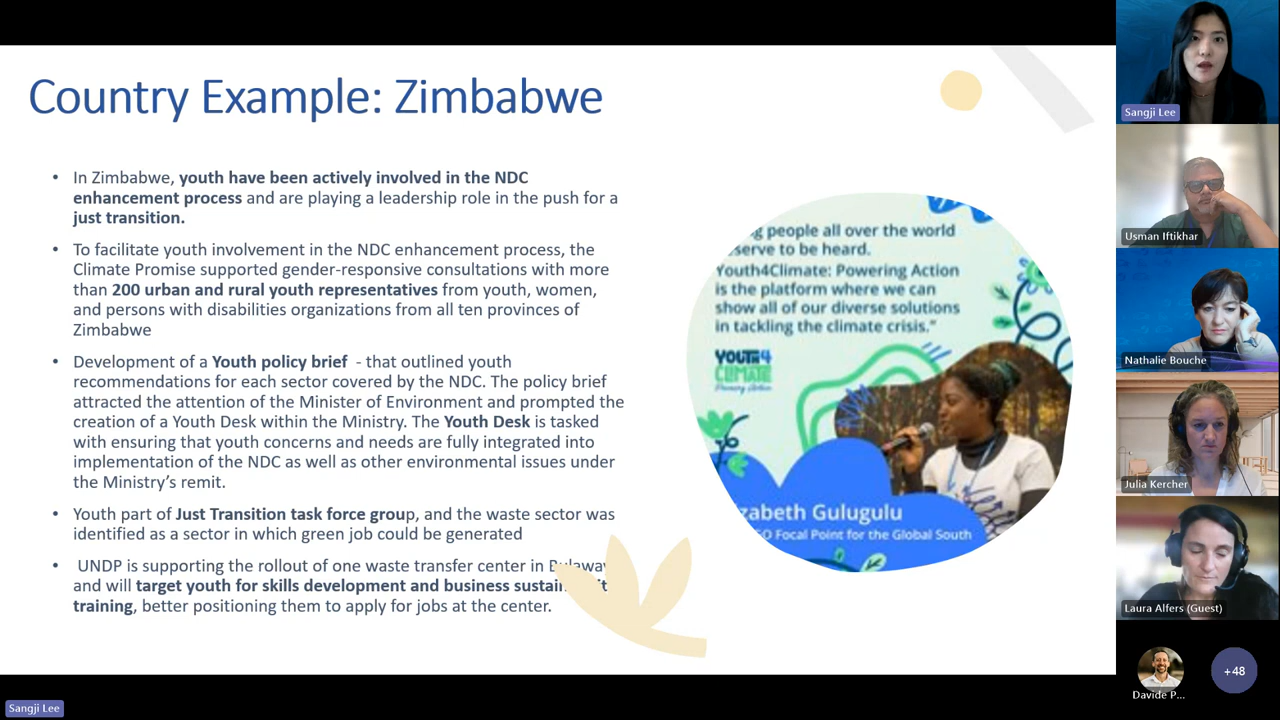 Country Example: Zimbabwe
• In Zimbabwe, youth have been actively involved in the NDC
enhancement process and are playing a leadership role in the push for a
just transition.
• To facilitate youth involvement in the NDC enhancement process, the
Climate Promise supported gender-responsive consultations with more
than 200 urban and rural youth representatives from youth, women,
and persons with disabilities organizations from all ten provinces of
Zimbabwe
• Development of a Youth policy brief - that outlined youth
recommendations for each sector covered by the NDC. The policy brief
attracted the attention of the Minister of Environment and prompted the
creation of a Youth Desk within the Ministry. The Youth Desk is tasked
with ensuring that youth concerns and needs are fully integrated into
implementation of the NDC as well as other environmental issues under
the Ministry’s remit.
• Youth part of Just Transition task force group, and the waste sector was
identified as a sector in which green job could be generated
• UNDP is supporting the rollout of one waste transfer center in
and will target youth for skills development and business
training, better positioning them to apply for jobs at the center.
people all over the world
to be heard.
Youth4Climate: Powering Action
is the platform where we can
show all of our diverse solutions
in tackling the climate crisis."
YOUTH4
CLIMATE
Powering Action
Gulugulu
Focal Point for the Global South
Sangji Lee
Usman Iftikhar
Nathalie Bouche
Julia Kercher
Laura Alfers (Guest)
Davide P...
+48
Sangji Lee